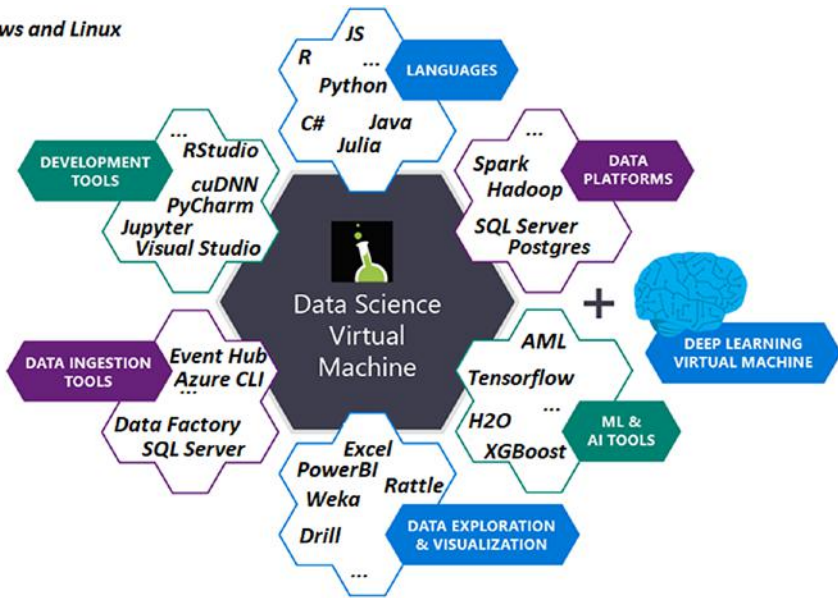 ws and Linux
JS
R
...
Python
C#
Java
Julia
LANGUAGES
...
RStudio
cuDNN
PyCharm
Jupyter
Visual Studio
DEVELOPMENT
TOOLS
...
Spark
Hadoop
SQL Server
Postgres
DATA
PLATFORMS
Data Science
Virtual
Machine
+
DEEP LEARNING
VIRTUAL MACHINE
DATA INGESTION
TOOLS
Event Hub
Azure CLI
...
Data Factory
SQL Server
AML
Tensorflow
...
H2O
XGBoost
ML &
AI TOOLS
Excel
PowerBI
Rattle
Weka
Drill
...
DATA EXPLORATION
& VISUALIZATION